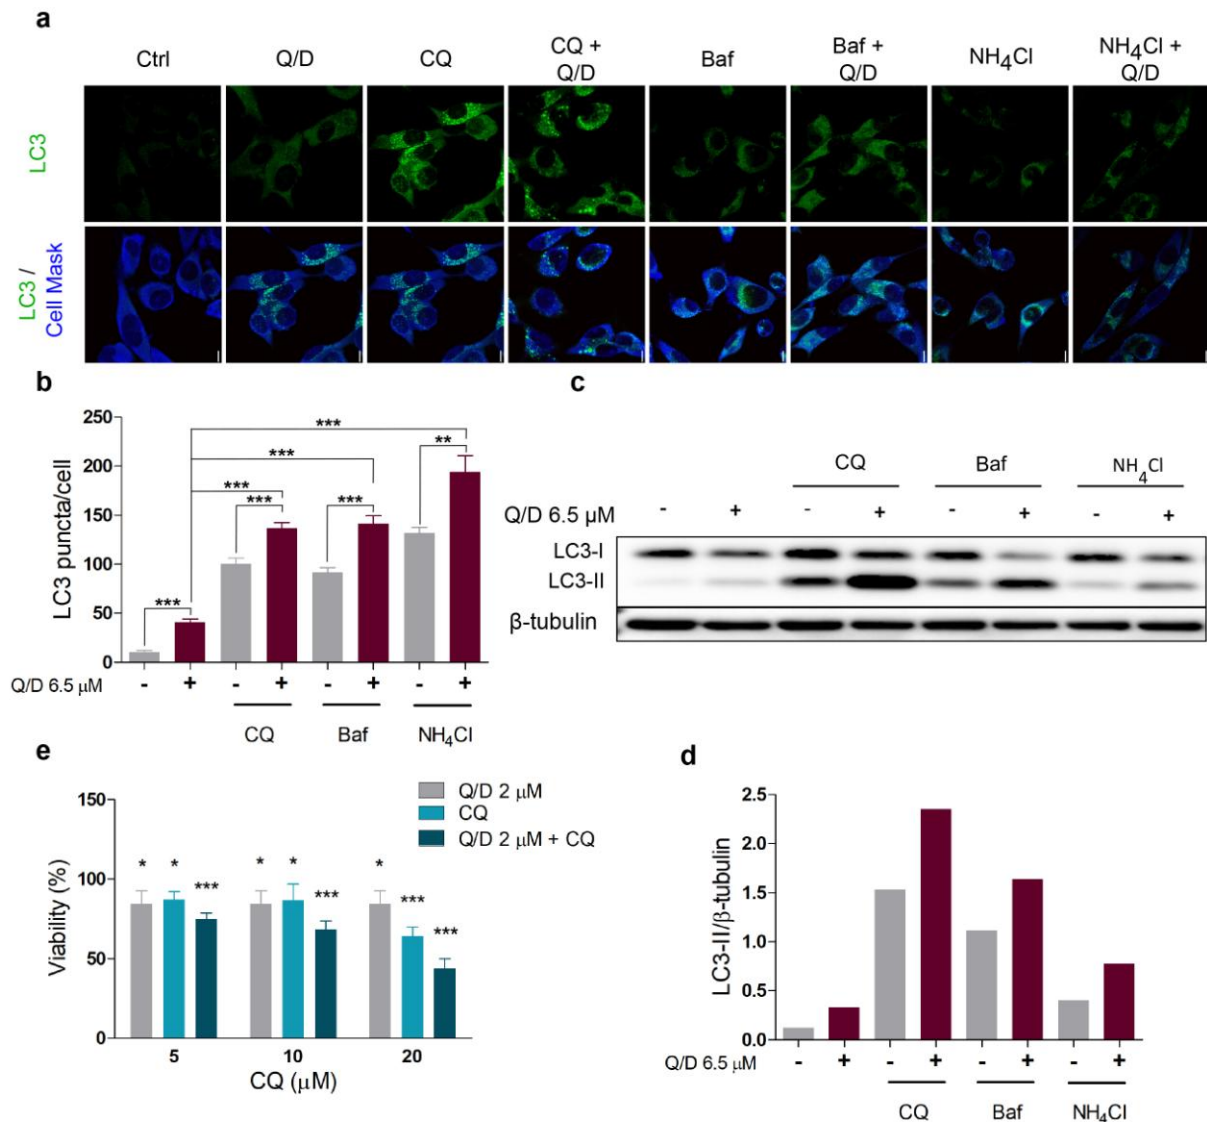 a
Ctrl
Q/D
CQ
CQ +
Q/D
Baf
Baf +
Q/D
NH₄Cl
NH₄Cl +
Q/D
LC3
LC3 /
Cell Mask
b
LC3 puncta/cell
250
200
150
100
50
0
***
***
***
***
***
***
**
Q/D 6.5 μM
- + - + - + - +
CQ
Baf
NH₄Cl
c
CQ
Baf
NH₄Cl
Q/D 6.5 μM
- + - + - + - +
LC3-I
LC3-II
β-tubulin
e
Q/D 2 μM
CQ
Q/D 2 μM + CQ
Viability (%)
150
100
50
0
* * ***
* * ***
* *** ***
5 10 20
CQ (μM)
d
LC3-II/β-tubulin
2.5
2.0
1.5
1.0
0.5
0.0
Q/D 6.5 μM
- + - + - + - +
CQ
Baf
NH₄Cl